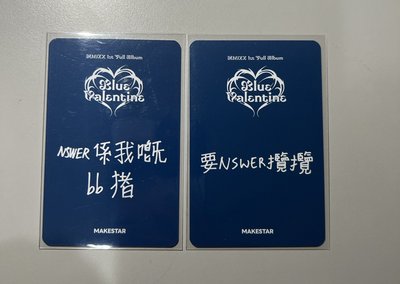 NMIXX 1st Full Album
Blue
Valentine
NSWER 係我嘅
bb 猪
MAKESTAR
NMIXX 1st Full Album
Blue
Valentine
要NSWER攬攬
MAKESTAR